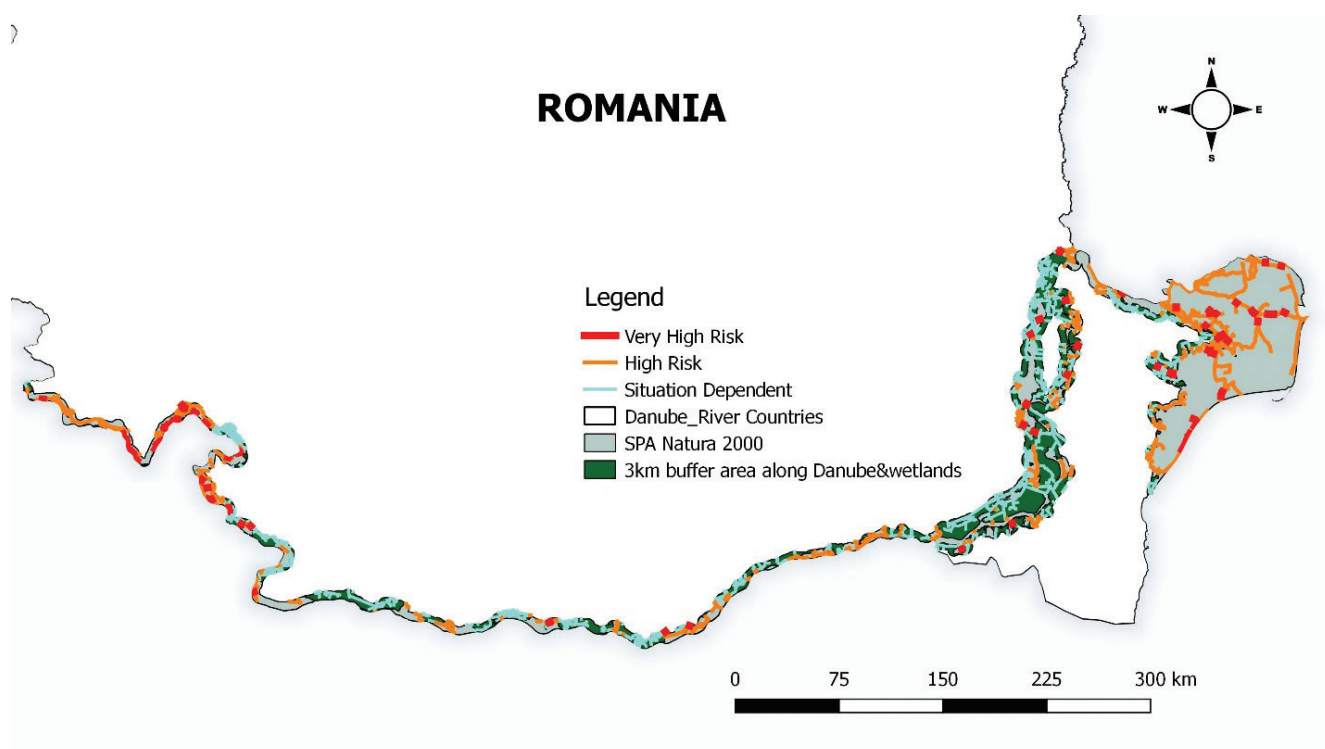 ROMANIA
N
W E
S
Legend
Very High Risk
High Risk
Situation Dependent
Danube_River Countries
SPA Natura 2000
3km buffer area along Danube&wetlands
0 75 150 225 300 km